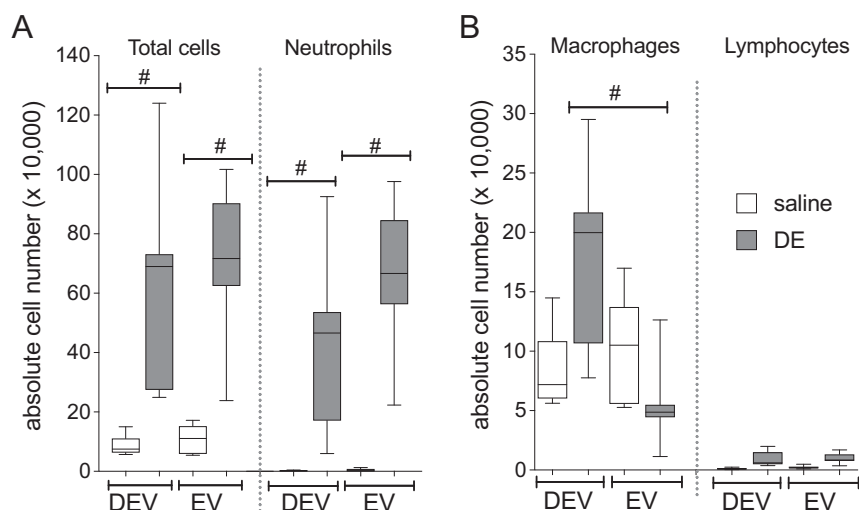 A
Total cells Neutrophils
absolute cell number (x 10,000)
140
120
100
80
60
40
20
0
#
#
#
#
DEV EV DEV EV
B
Macrophages Lymphocytes
absolute cell number (x 10,000)
35
30
25
20
15
10
5
0
#
saline
DE
DEV EV DEV EV